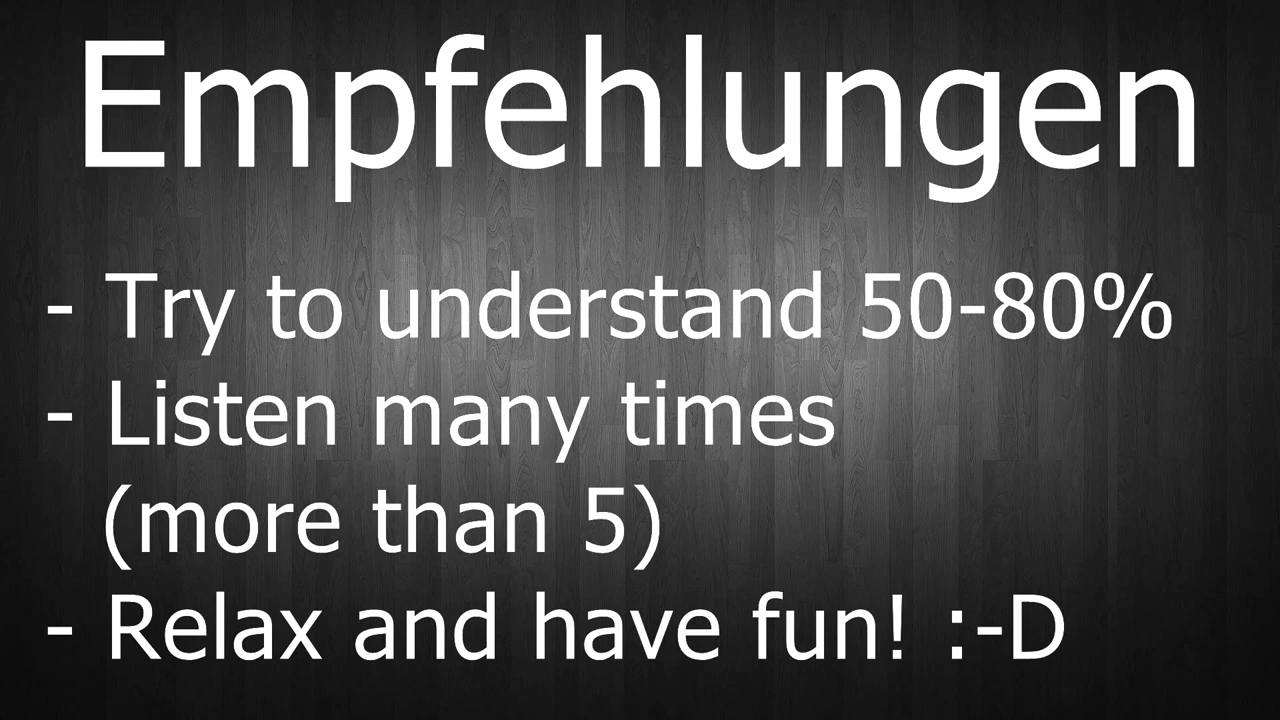 Empfehlungen
- Try to understand 50-80%
- Listen many times
(more than 5)
- Relax and have fun! :-D